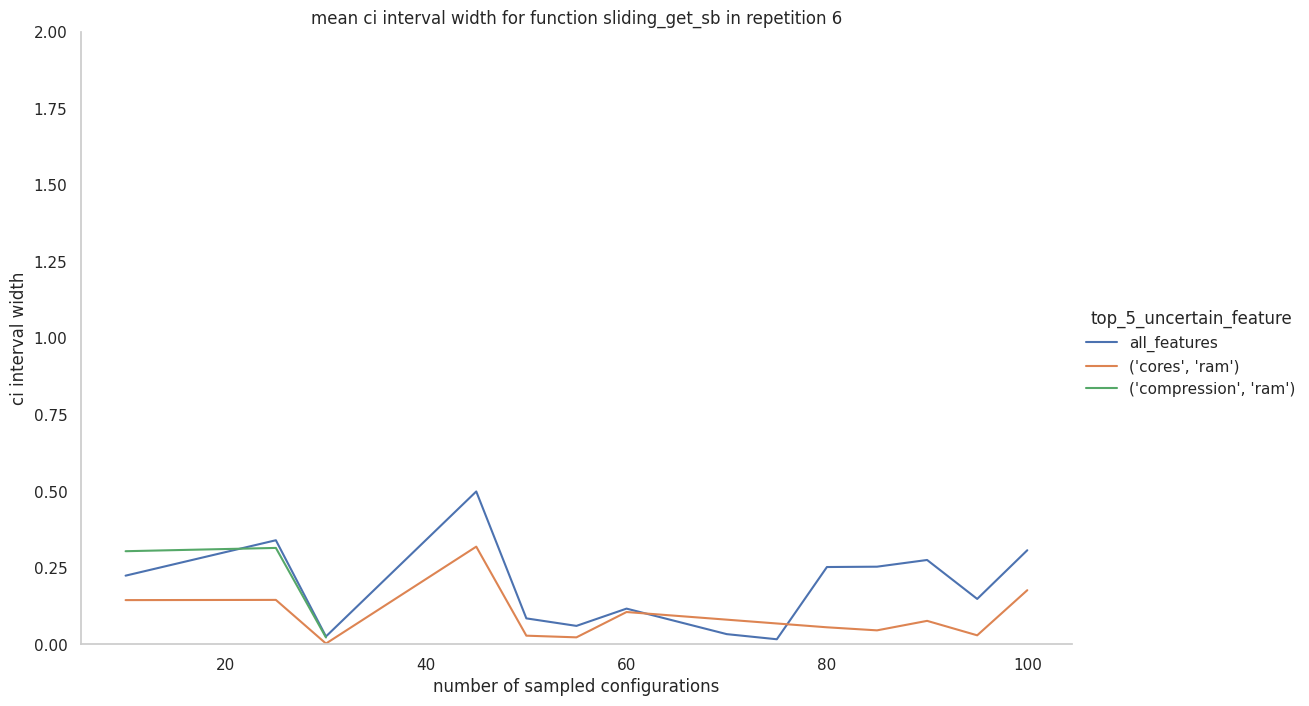 mean ci interval width for function sliding_get_sb in repetition 6
2.00
1.75
1.50
1.25
1.00
0.75
0.50
0.25
0.00
ci interval width
20
40
60
80
100
number of sampled configurations
top_5_uncertain_feature
all_features
('cores', 'ram')
('compression', 'ram')